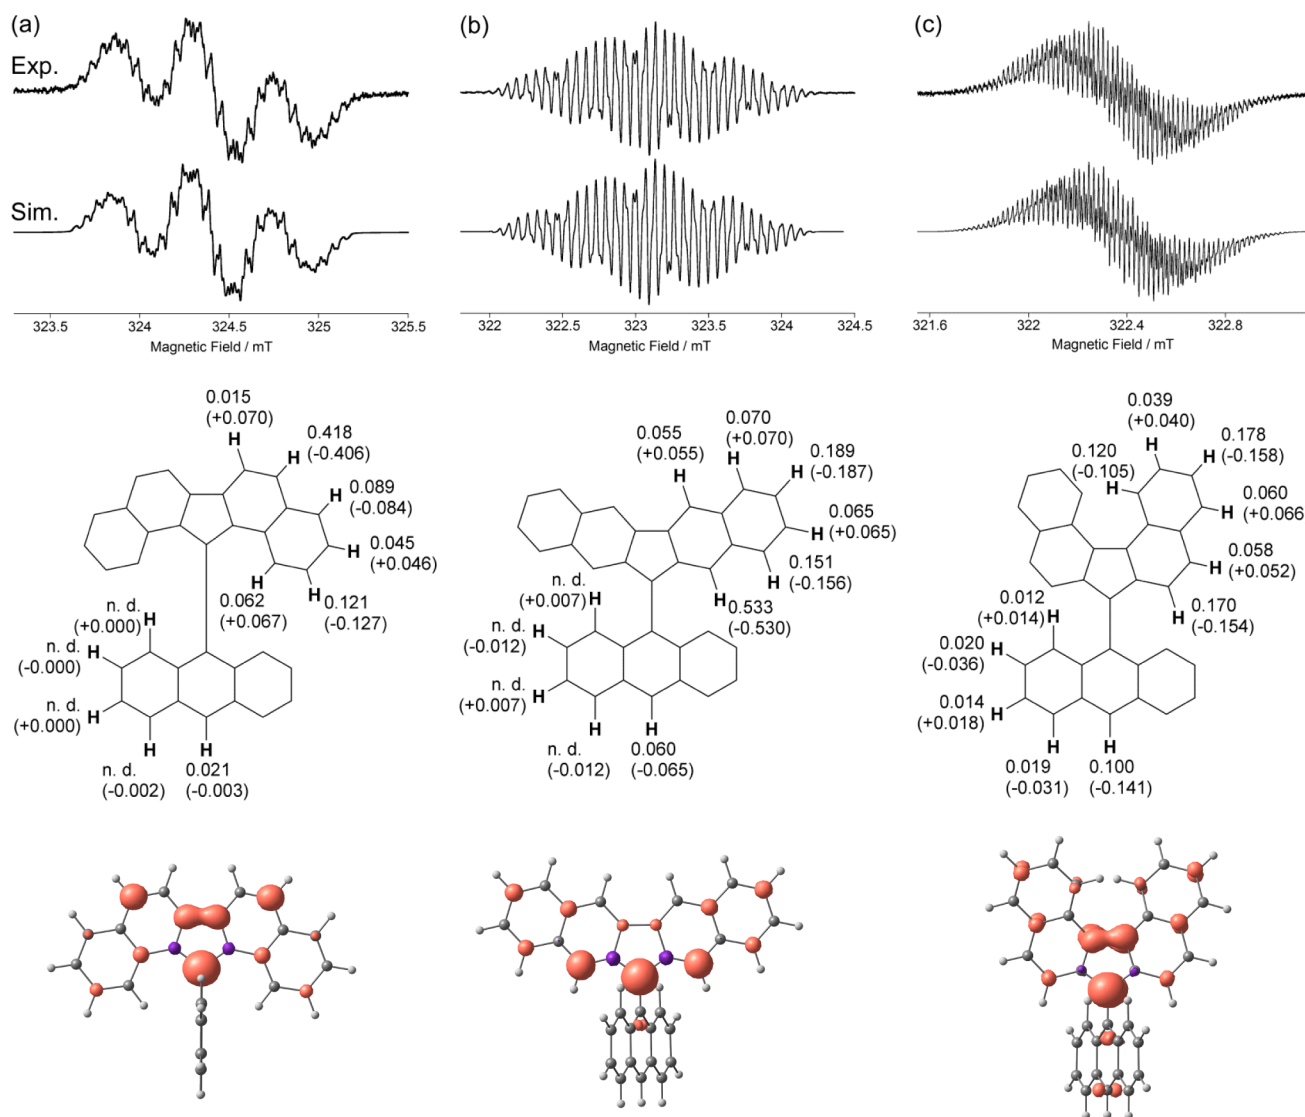 (a)
(b)
(c)
Exp.
Sim.
323.5 324 324.5 325 325.5
Magnetic Field / mT
322 322.5 323 323.5 324 324.5
Magnetic Field / mT
321.6 322 322.4 322.8
Magnetic Field / mT
0.015
(+0.070)
H
0.418
(-0.406)
H
0.089
(-0.084)
H
0.045
(+0.046)
H
0.121
(-0.127)
H
0.062
(+0.067)
H
n. d.
(+0.000)
H
n. d.
(-0.000)
H
n. d.
(+0.000)
H
n. d.
(-0.002)
H
0.021
(-0.003)
H
0.055
(+0.055)
H
0.070
(+0.070)
H
0.189
(-0.187)
H
0.065
(+0.065)
H
0.151
(-0.156)
H
0.533
(-0.530)
H
n. d.
(+0.007)
H
n. d.
(-0.012)
H
n. d.
(+0.007)
H
n. d.
(-0.012)
H
0.060
(-0.065)
H
0.120
(-0.105)
H
0.039
(+0.040)
H
0.178
(-0.158)
H
0.060
(+0.066)
H
0.058
(+0.052)
H
0.170
(-0.154)
H
0.012
(+0.014)
H
0.020
(-0.036)
H
0.014
(+0.018)
H
0.019
(-0.031)
H
0.100
(-0.141)
H